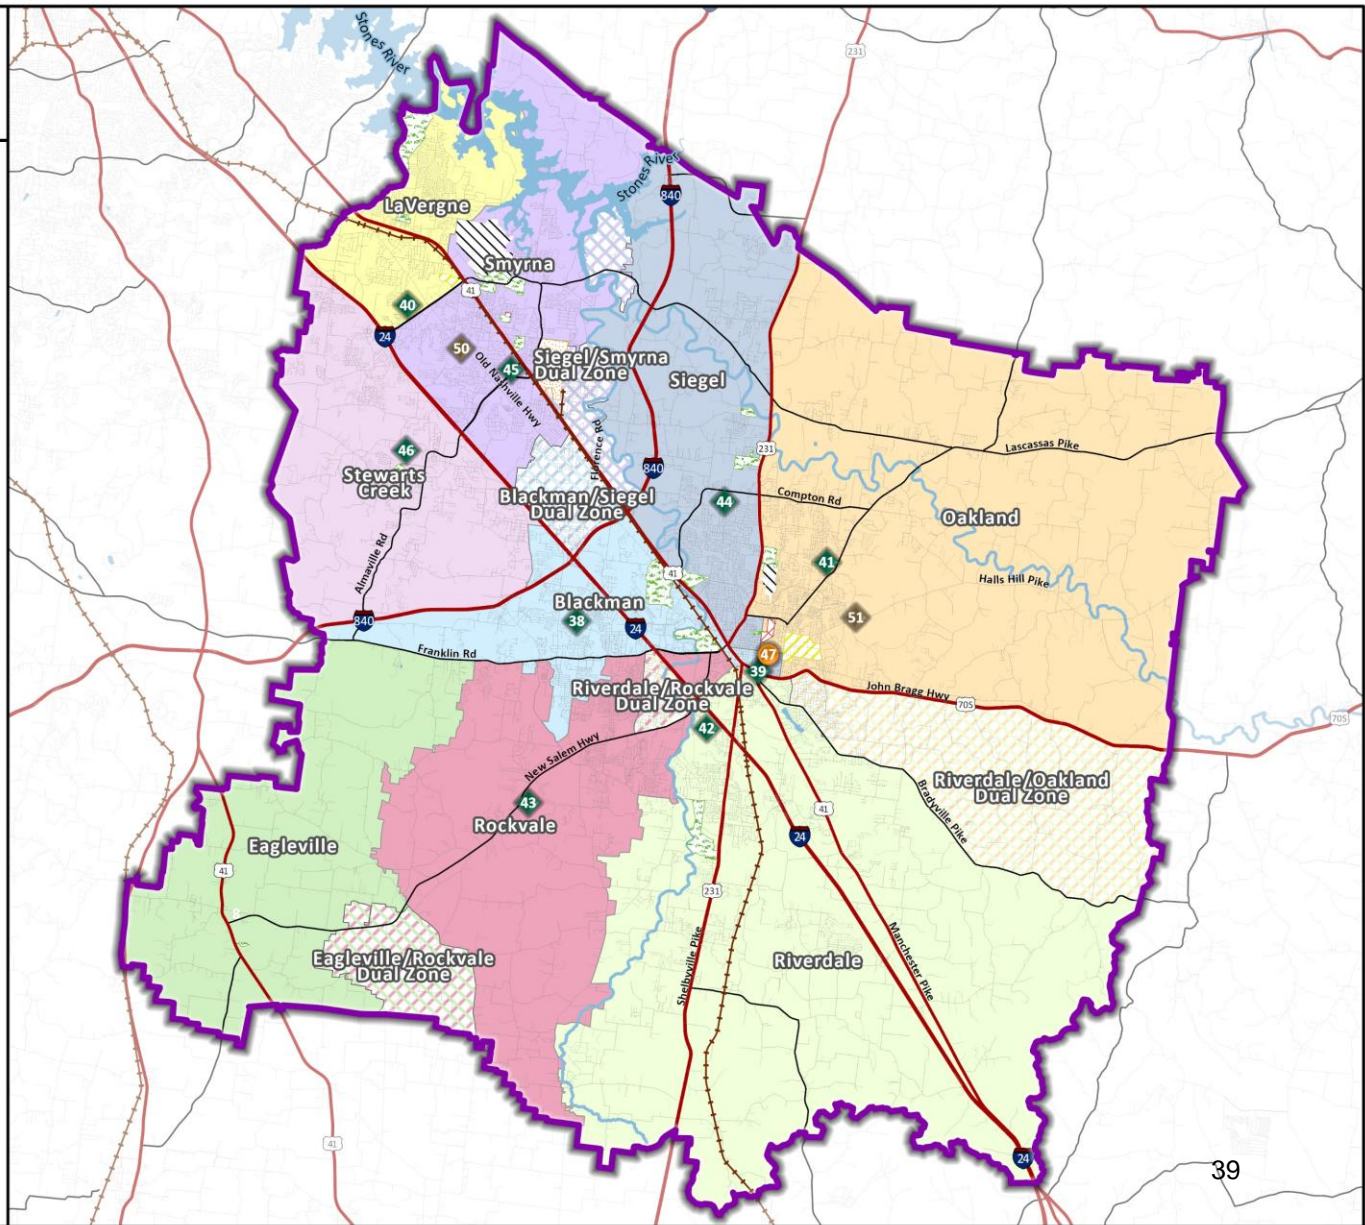 Stones River
231
Stones River
840
LaVergne
Smyrna
41
40
24
50
Old Nashville Hwy
45
Siegel/Smyrna
Dual Zone
Siegel
Florence Rd
46
Stewarts
Creek
840
231
Lascassas Pike
Blackman/Siegel
Dual Zone
44
Compton Rd
Oakland
Almaville Rd
41
41
Halls Hill Pike
Blackman
38
24
51
840
Franklin Rd
47
39
Riverdale/Rockvale
Dual Zone
John Bragg Hwy
70S
70S
42
New Salem Hwy
Riverdale/Oakland
Dual Zone
Bradyville Pike
43
Rockvale
41
24
Eagleville
41
231
Manchester Pike
Eagleville/Rockvale
Dual Zone
Shelbyville Pike
Riverdale
41
24
39